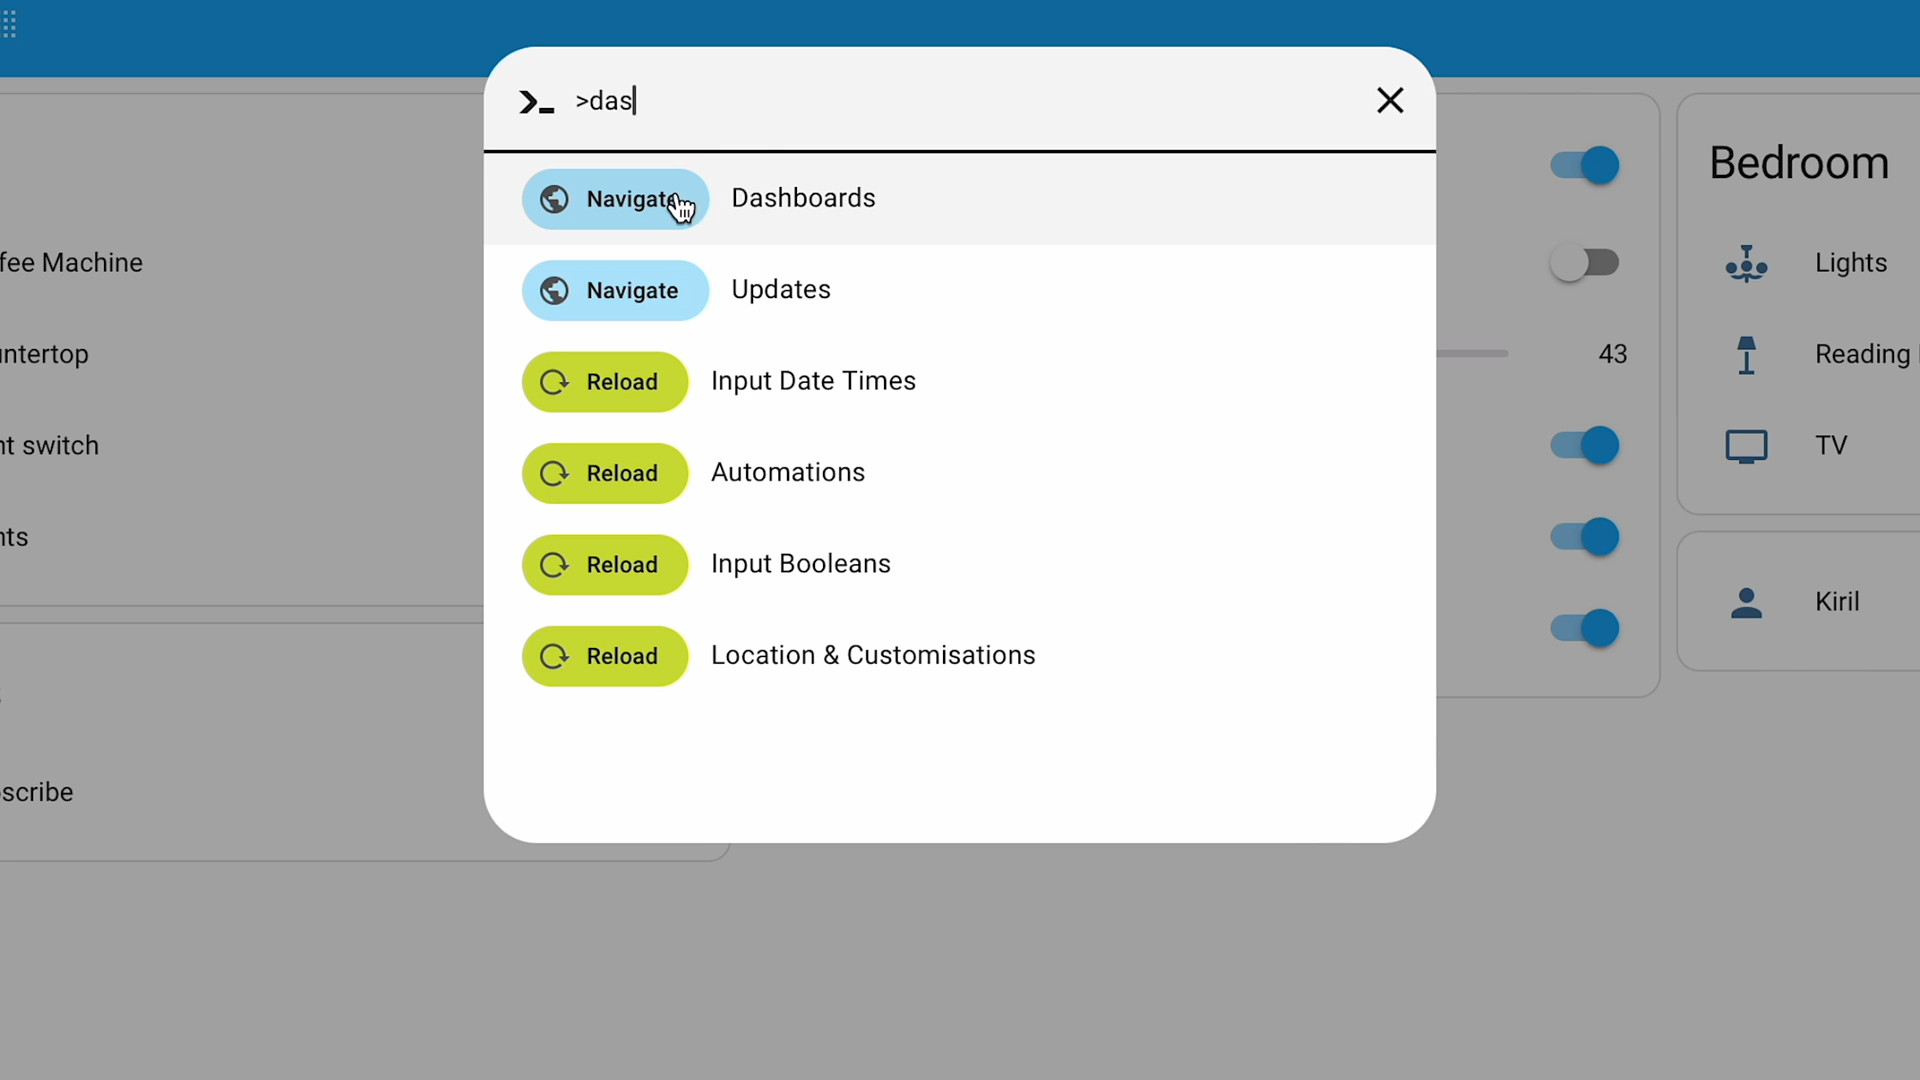 >das
Navigate Dashboards
Navigate Updates
Reload Input Date Times
Reload Automations
Reload Input Booleans
Reload Location & Customisations
fee Machine
untertop
nt switch
nts
scribe
43
Bedroom
Lights
Reading
TV
Kiril